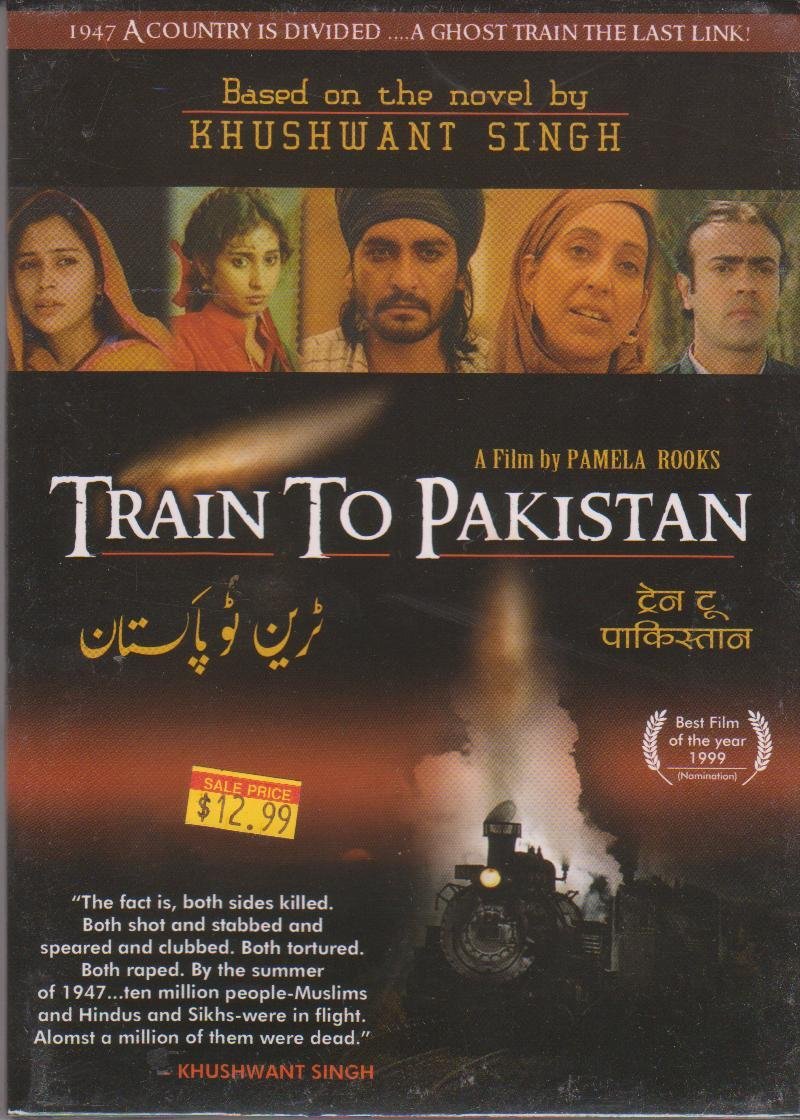 1947 A COUNTRY IS DIVIDED ....A GHOST TRAIN THE LAST LINK!
Based on the novel by
KHUSHWANT SINGH
A Film by PAMELA ROOKS
TRAIN TO PAKISTAN
ٹرین ٹو پاکستان
ट्रेन टू
पाकिस्तान
Best Film
of the year
1999
(Nomination)
SALE PRICE
$12.99
“The fact is, both sides killed.
Both shot and stabbed and
speared and clubbed. Both tortured.
Both raped. By the summer
of 1947...ten million people-Muslims
and Hindus and Sikhs-were in flight.
Alomst a million of them were dead.”
- KHUSHWANT SINGH